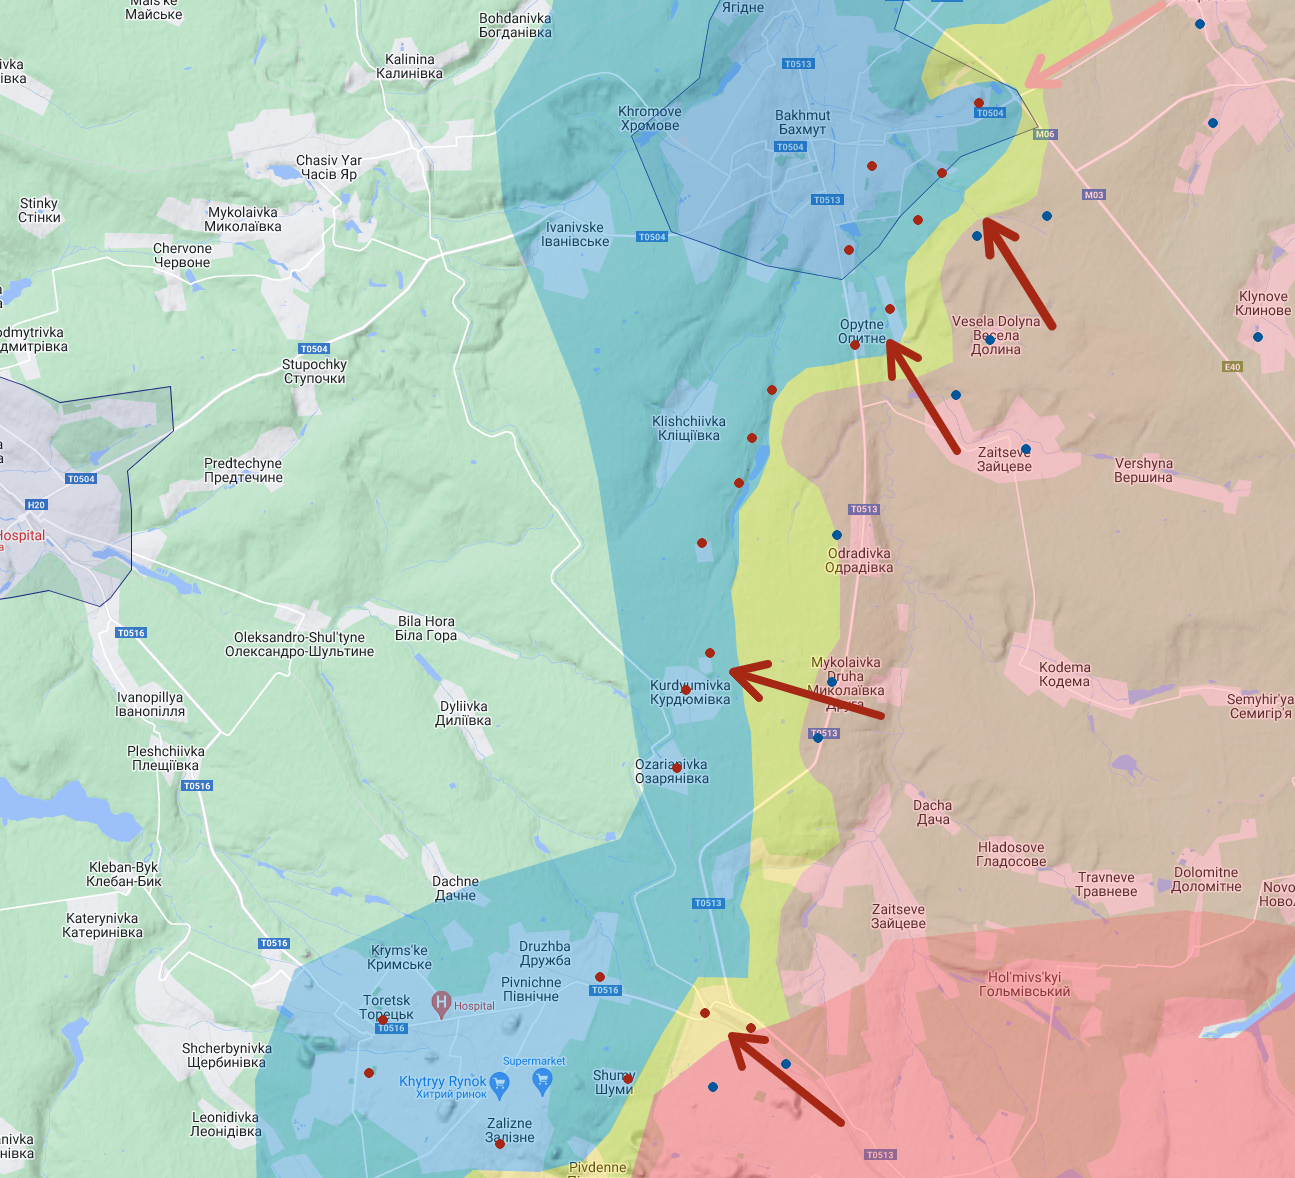 Mais'ke
Майське
Bohdanivka
Богданівка
Ягідне
Kalinina
Калинівка
ivka
івка
T0513
Khromove
Хромове
Bakhmut
Бахмут
T0504
T0504
M06
Chasiv Yar
Часів Яр
M03
Stinky
Стінки
Mykolaivka
Миколаївка
T0513
Ivanivske
Іванівське
T0504
Chervone
Червоне
Klynove
Клинове
odmytrivka
дмитрівка
Opytne
Опитне
Vesela Dolyna
Весела
Долина
T0504
Stupochky
Ступочки
E40
Klishchiivka
Кліщіївка
Zaitseve
Зайцеве
Vershyna
Вершина
Predtechyne
Предтечине
T0504
H20
Hospital
T0513
Odradivka
Одрадівка
T0516
Bila Hora
Біла Гора
Oleksandro-Shul'tyne
Олександро-Шультине
Mykolaivka
Druha
Миколаївка
Друга
Kodema
Кодема
Kurdyumivka
Курдюмівка
Ivanopillya
Іванопілля
Dyliivka
Диліївка
Semyhir'ya
Семигір'я
T0513
Pleshchiivka
Плещіївка
T0516
Ozarianivka
Озарянівка
Dacha
Дача
Hladosove
Гладосове
Kleban-Byk
Клебан-Бик
Dachne
Дачне
Travneve
Травневе
Dolomitne
Доломітне
Novo
Новол
T0513
Katerynivka
Катеринівка
Zaitseve
Зайцеве
T0516
Kryms'ke
Кримське
Druzhba
Дружба
Hol'mivs'kyi
Гольмівський
Pivnichne
Північне
T0516
Toretsk
Торецьк
T0516
H
Hospital
Shcherbynivka
Щербинівка
Supermarket
Khytryy Rynok
Хитрий ринок
Shumy
Шуми
Leonidivka
Леонідівка
Zalizne
Залізне
anivka
нівка
T0513
Pivdenne